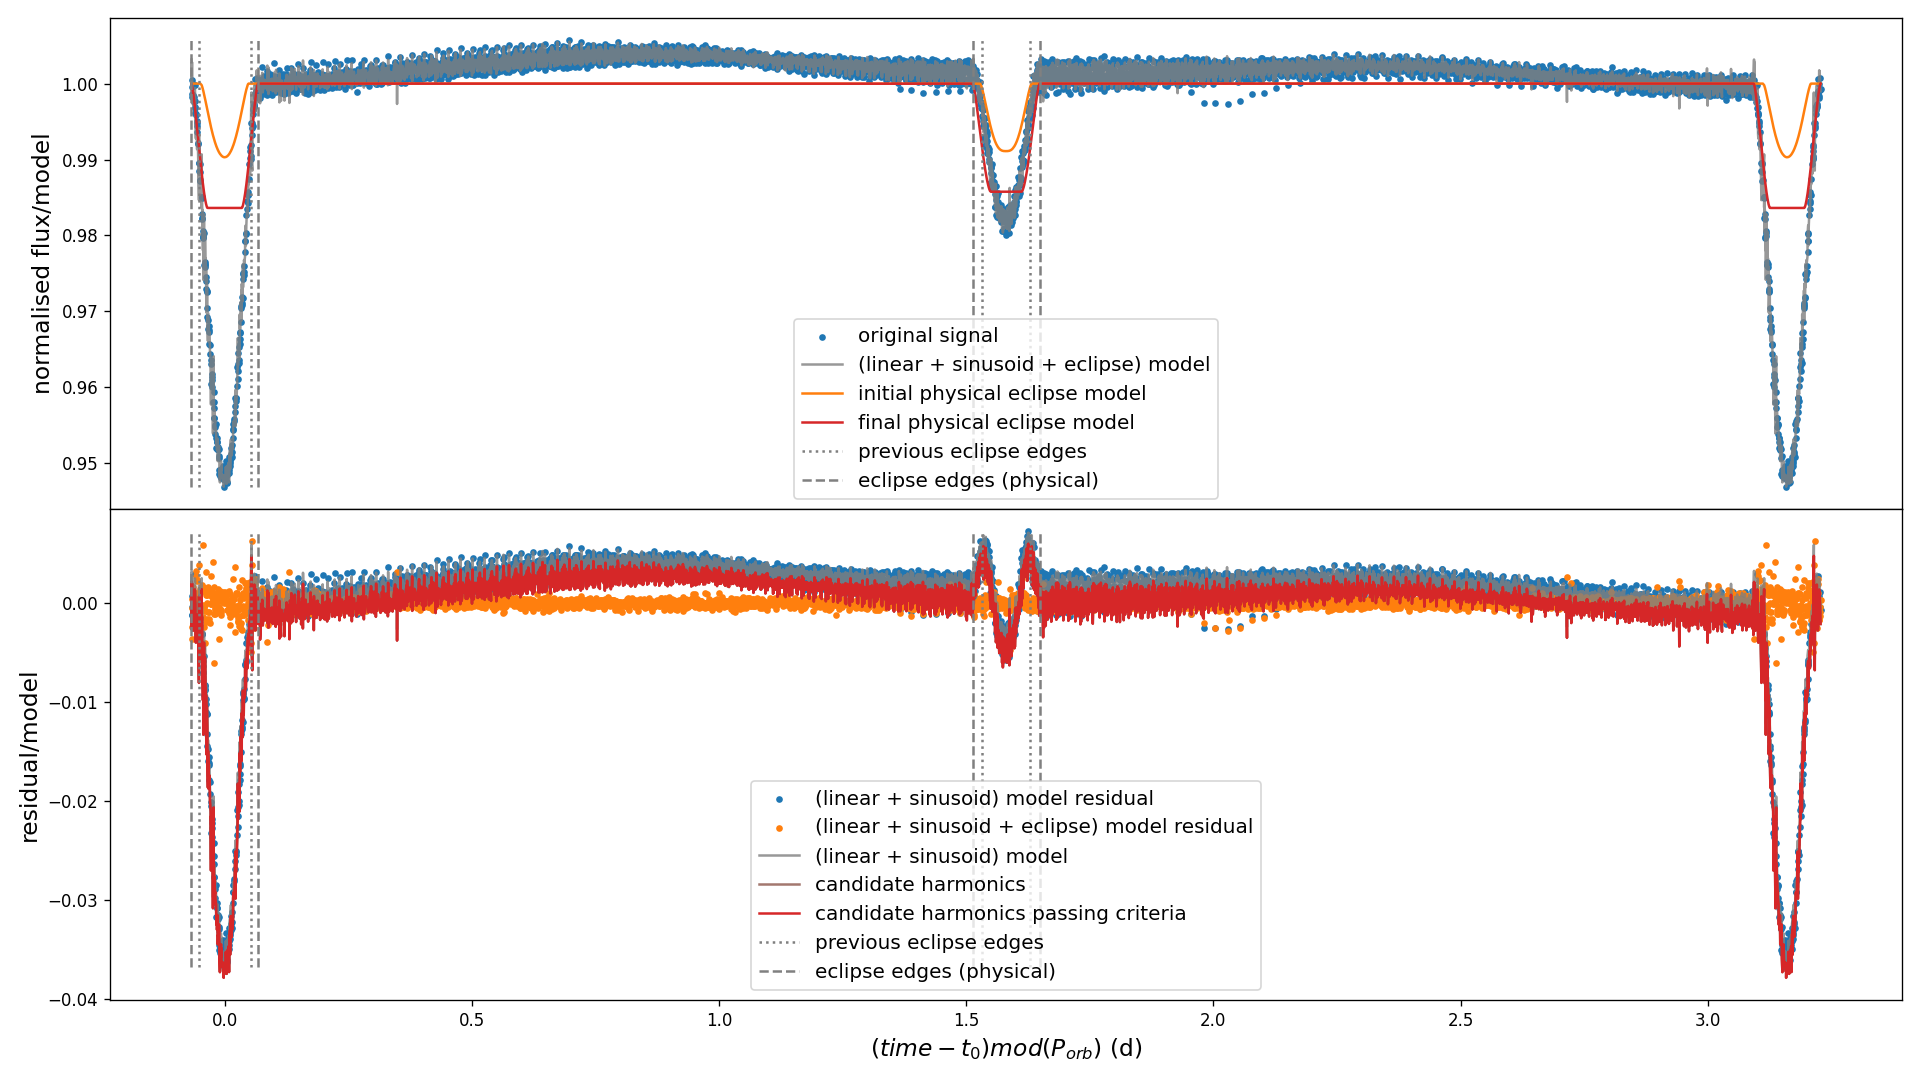 normalised flux/model
1.00
0.99
0.98
0.97
0.96
0.95
original signal
(linear + sinusoid + eclipse) model
initial physical eclipse model
final physical eclipse model
previous eclipse edges
eclipse edges (physical)
residual/model
0.00
−0.01
−0.02
−0.03
−0.04
(linear + sinusoid) model residual
(linear + sinusoid + eclipse) model residual
(linear + sinusoid) model
candidate harmonics
candidate harmonics passing criteria
previous eclipse edges
eclipse edges (physical)
0.0 0.5 1.0 1.5 2.0 2.5 3.0
(time − t₀)mod(P_orb) (d)